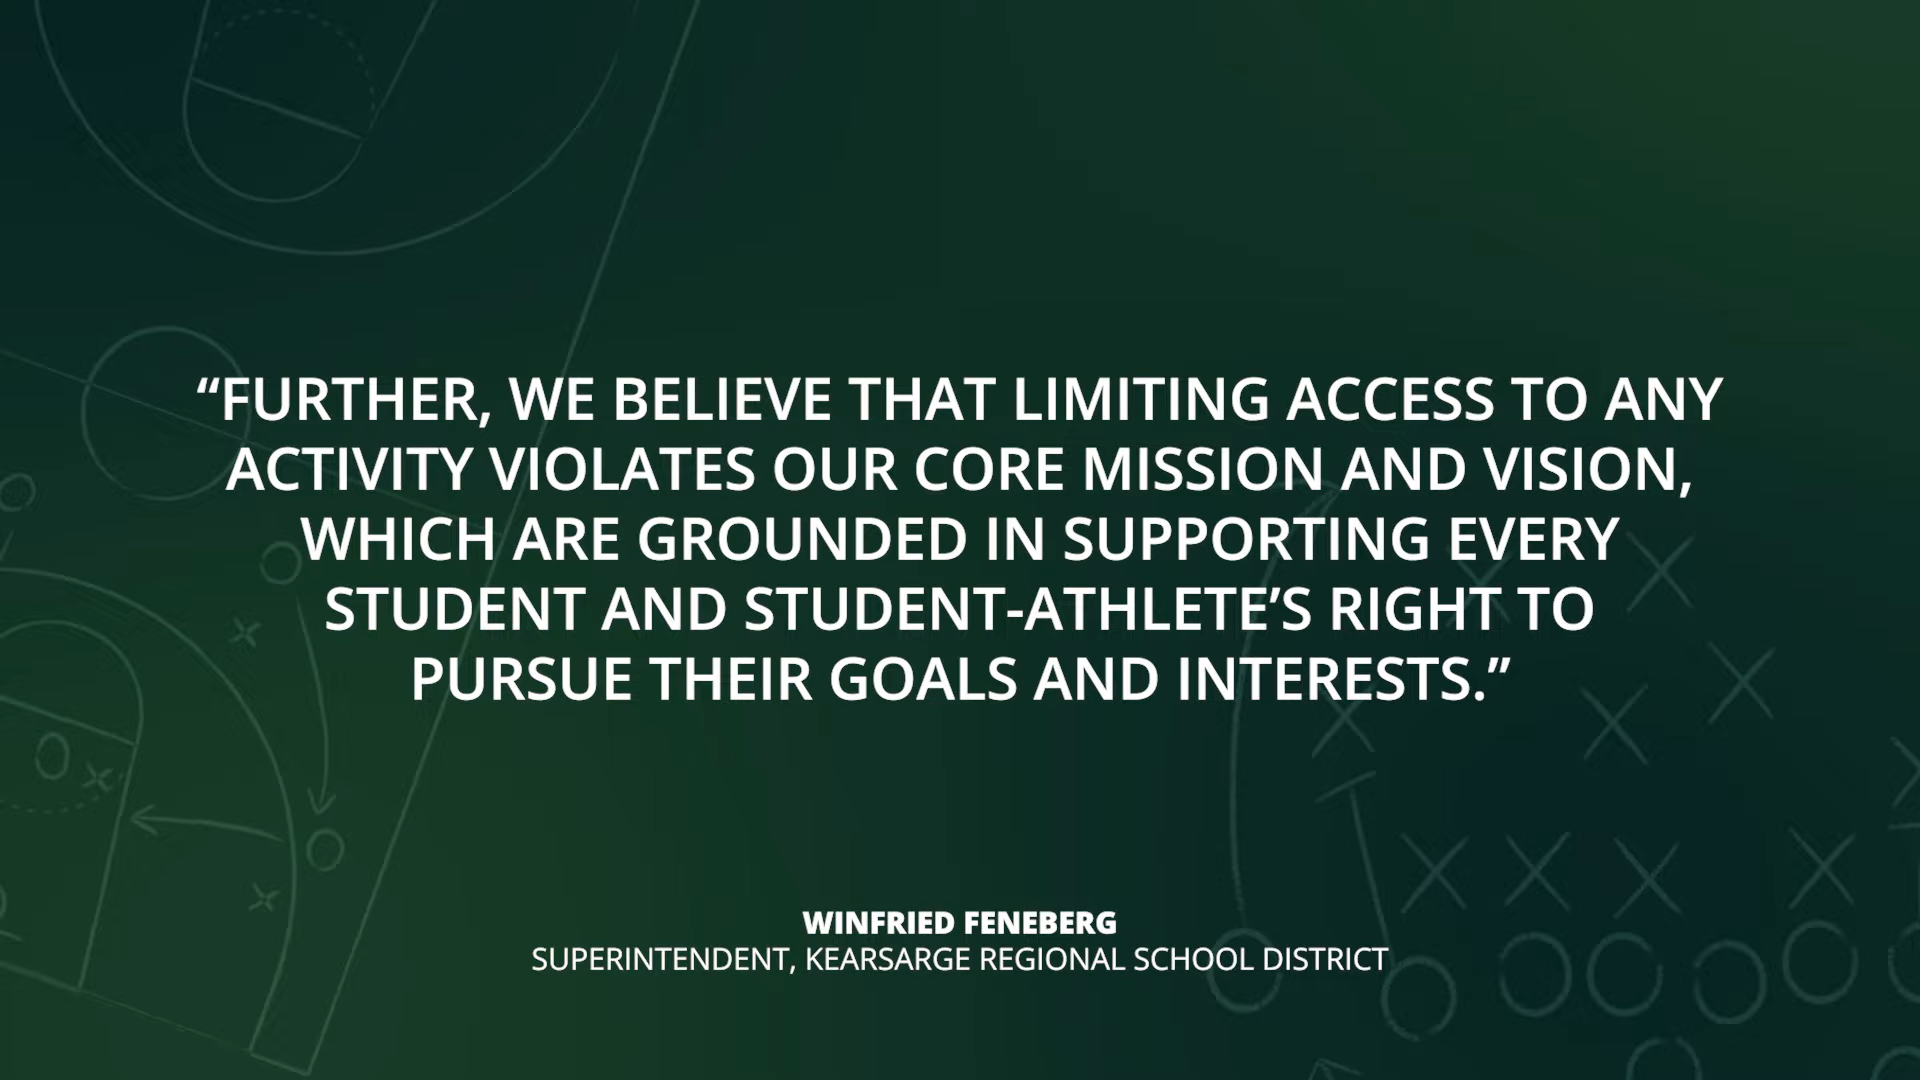 “FURTHER, WE BELIEVE THAT LIMITING ACCESS TO ANY
ACTIVITY VIOLATES OUR CORE MISSION AND VISION,
WHICH ARE GROUNDED IN SUPPORTING EVERY
STUDENT AND STUDENT-ATHLETE’S RIGHT TO
PURSUE THEIR GOALS AND INTERESTS.”
WINFRIED FENEBERG
SUPERINTENDENT, KEARSARGE REGIONAL SCHOOL DISTRICT